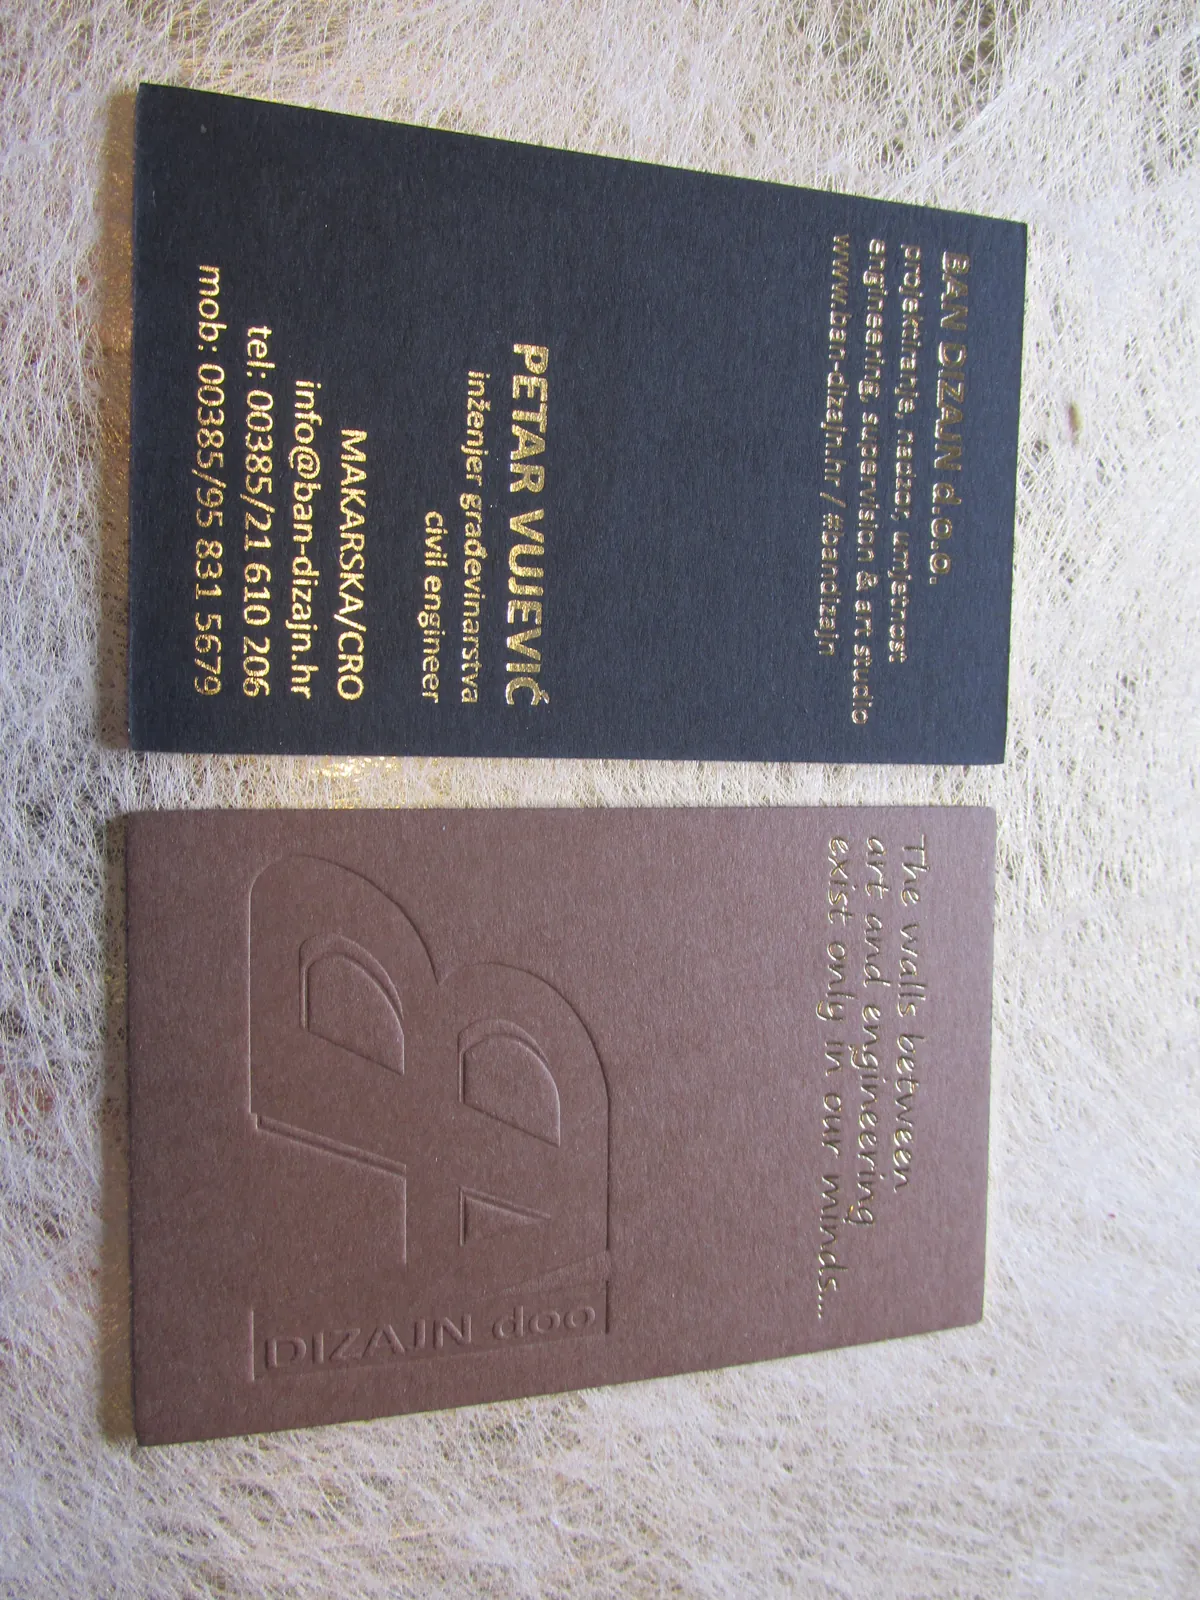 BAN DIZAJN d.o.o.
projektiranje, nadzor, umjetnost
engineering, supervision & art studio
www.ban-dizajn.hr / #bandizajn
PETAR VUJEVIĆ
inženjer građevinarstva
civil engineer
MAKARSKA/CRO
info@ban-dizajn.hr
tel: 00385/21 610 206
mob: 00385/95 831 5679
The walls between
art and engineering
exist only in our minds...
DIZAJN doo